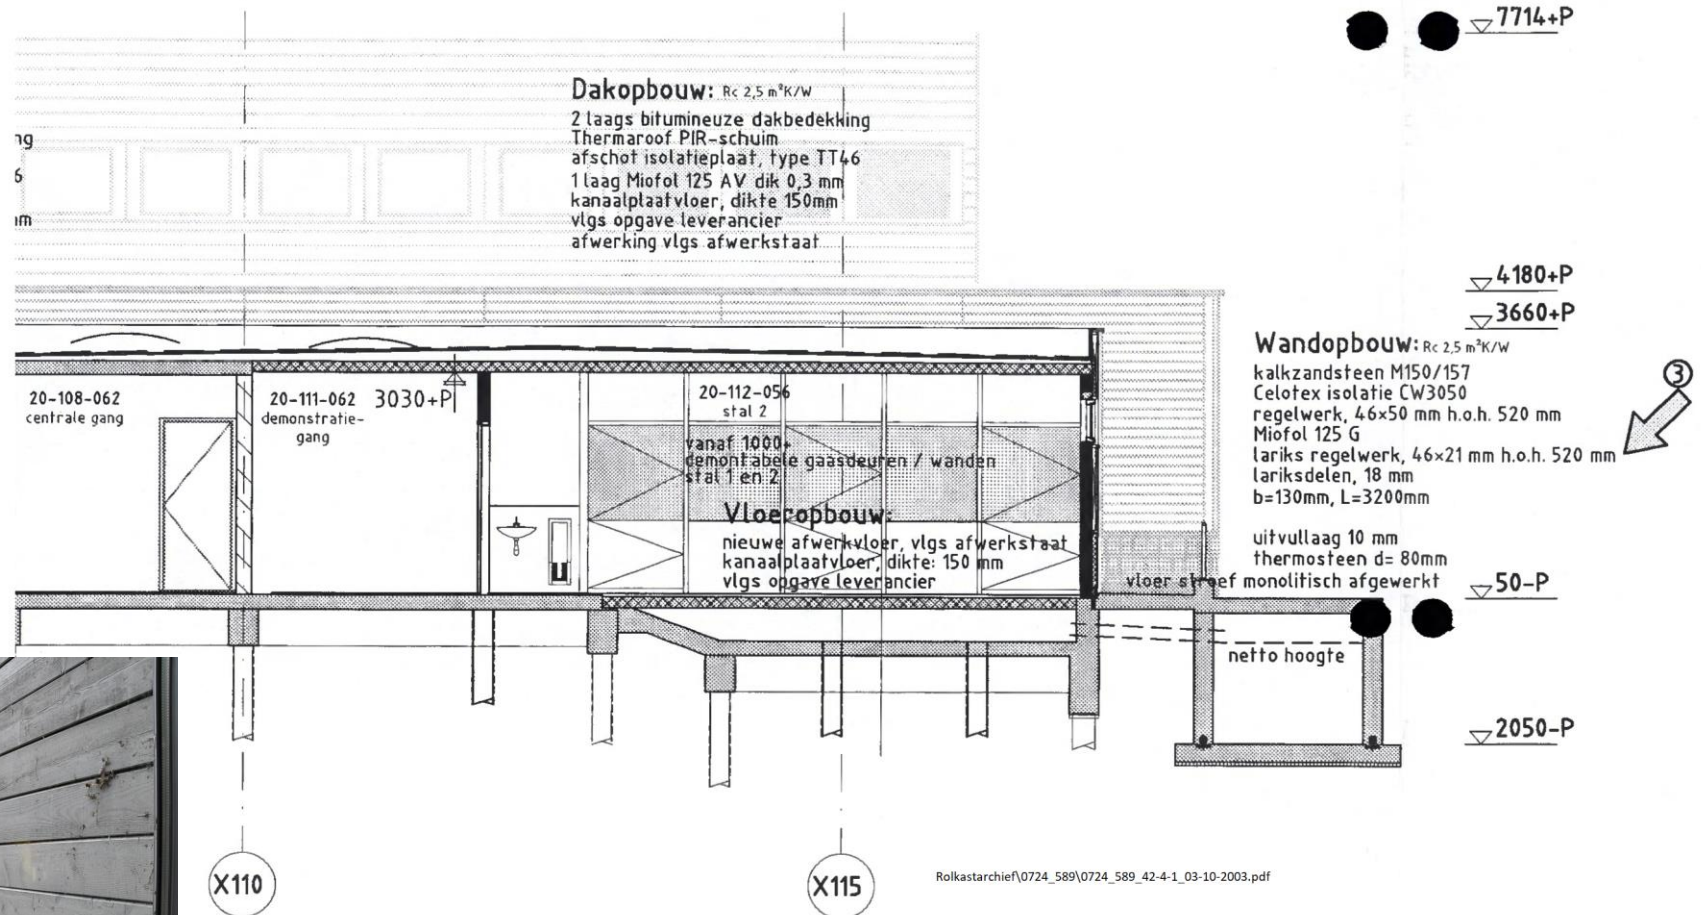 7714+P
Dakopbouw: Rc 2,5 m²K/W
2 laags bitumineuze dakbedekking
Thermaroof PIR-schuim
afschot isolatieplaat, type TT46
1 laag Miofol 125 AV dik 0,3 mm
kanaalplaatvloer, dikte 150mm
vlgs opgave leverancier
afwerking vlgs afwerkstaat
ng
6
mm
4180+P
3660+P
Wandopbouw: Rc 2,5 m²K/W
kalkzandsteen M150/157
Celotex isolatie CW3050
regelwerk, 46x50 mm h.o.h. 520 mm
Miofol 125 G
lariks regelwerk, 46x21 mm h.o.h. 520 mm
lariksdelen, 18 mm
b=130mm, L=3200mm
uitvullaag 10 mm
thermosteen d= 80mm
3
20-108-062
centrale gang
20-111-062
demonstratie-
gang
3030+P
20-112-056
stal 2
vanaf 1000+
demontabele gaasdeuren / wanden
stal 1 en 2
Vloeropbouw:
nieuwe afwerkvloer, vlgs afwerkstaat
kanaalplaatvloer, dikte: 150 mm
vlgs opgave leverancier
vloer stroef monolitisch afgewerkt
50-P
netto hoogte
2050-P
X110
X115
Rolkastarchief\0724_589\0724_589_42-4-1_03-10-2003.pdf